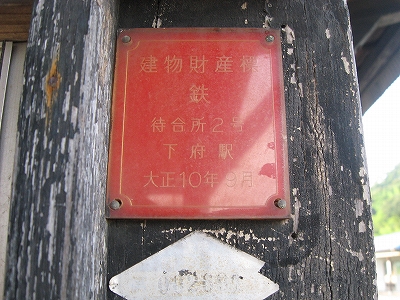 建物財産標
鉄
待合所2号
下府駅
大正10年9月